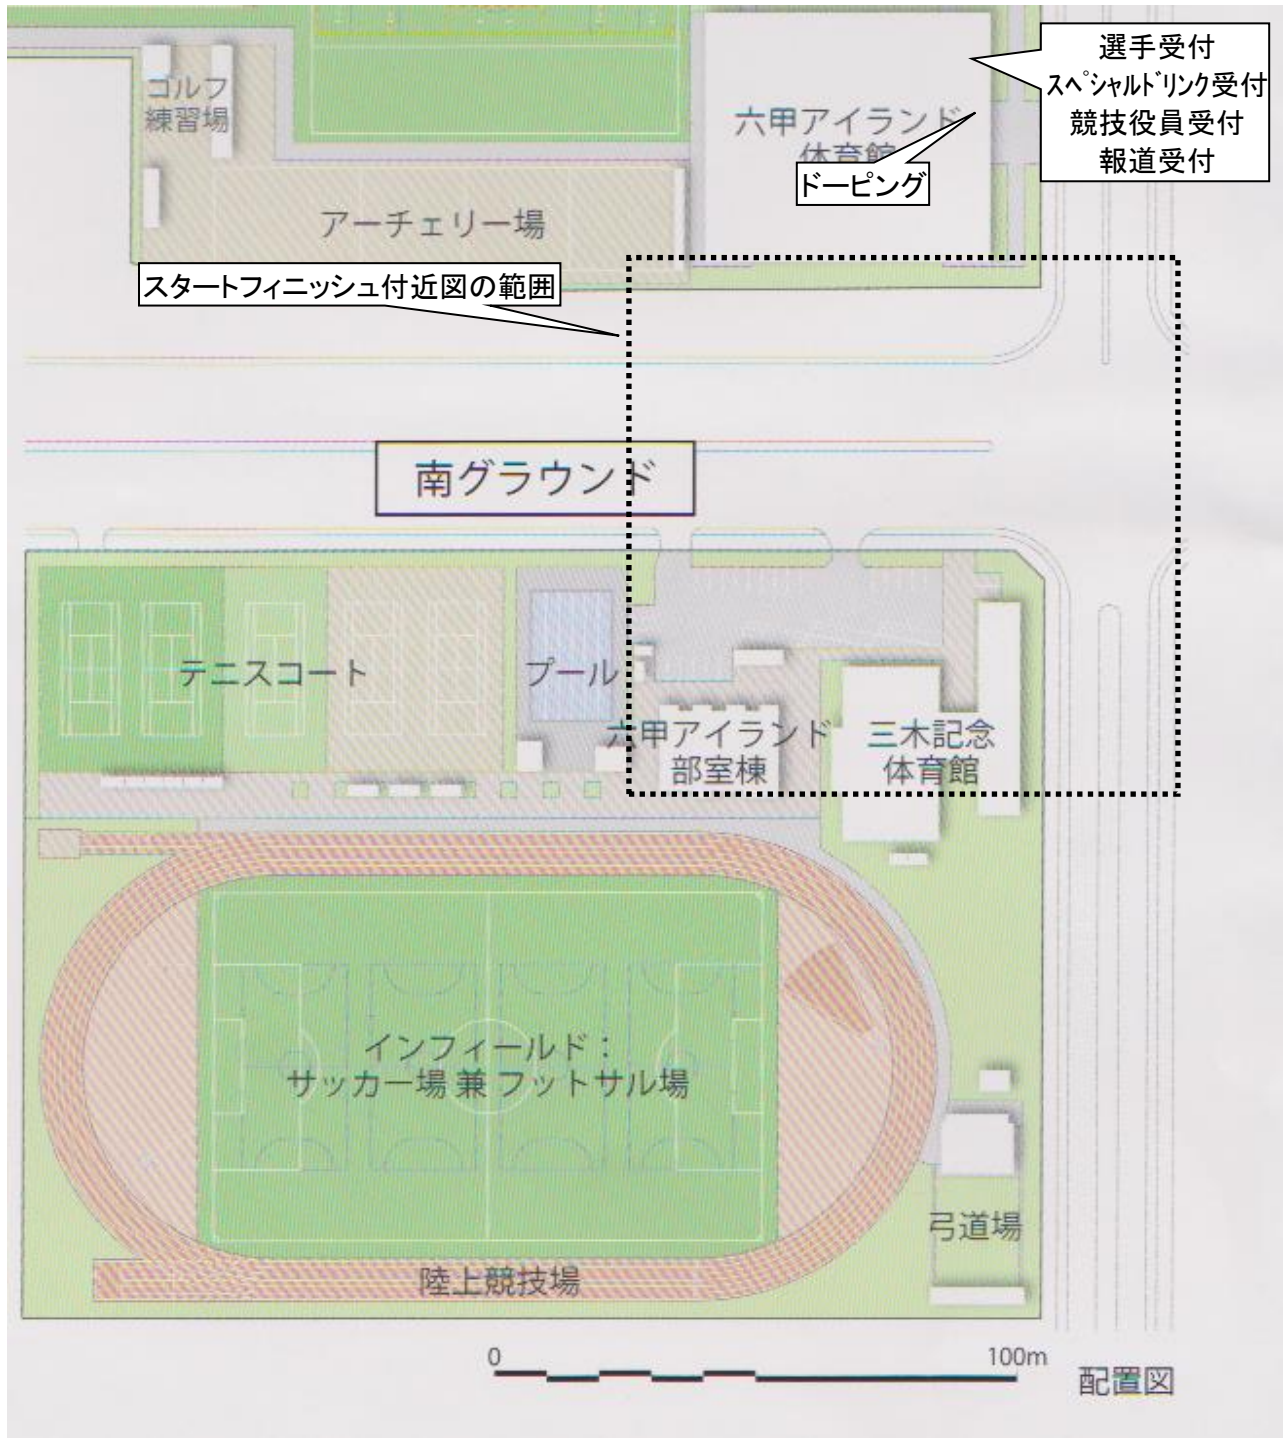 選手受付
スペシャルドリンク受付
競技役員受付
報道受付
ゴルフ
練習場
六甲アイランド
体育館
ドーピング
アーチェリー場
スタートフィニッシュ付近図の範囲
南グラウンド
テニスコート
プール
六甲アイランド
部室棟
三木記念
体育館
インフィールド：
サッカー場 兼 フットサル場
弓道場
陸上競技場
0
100m
配置図